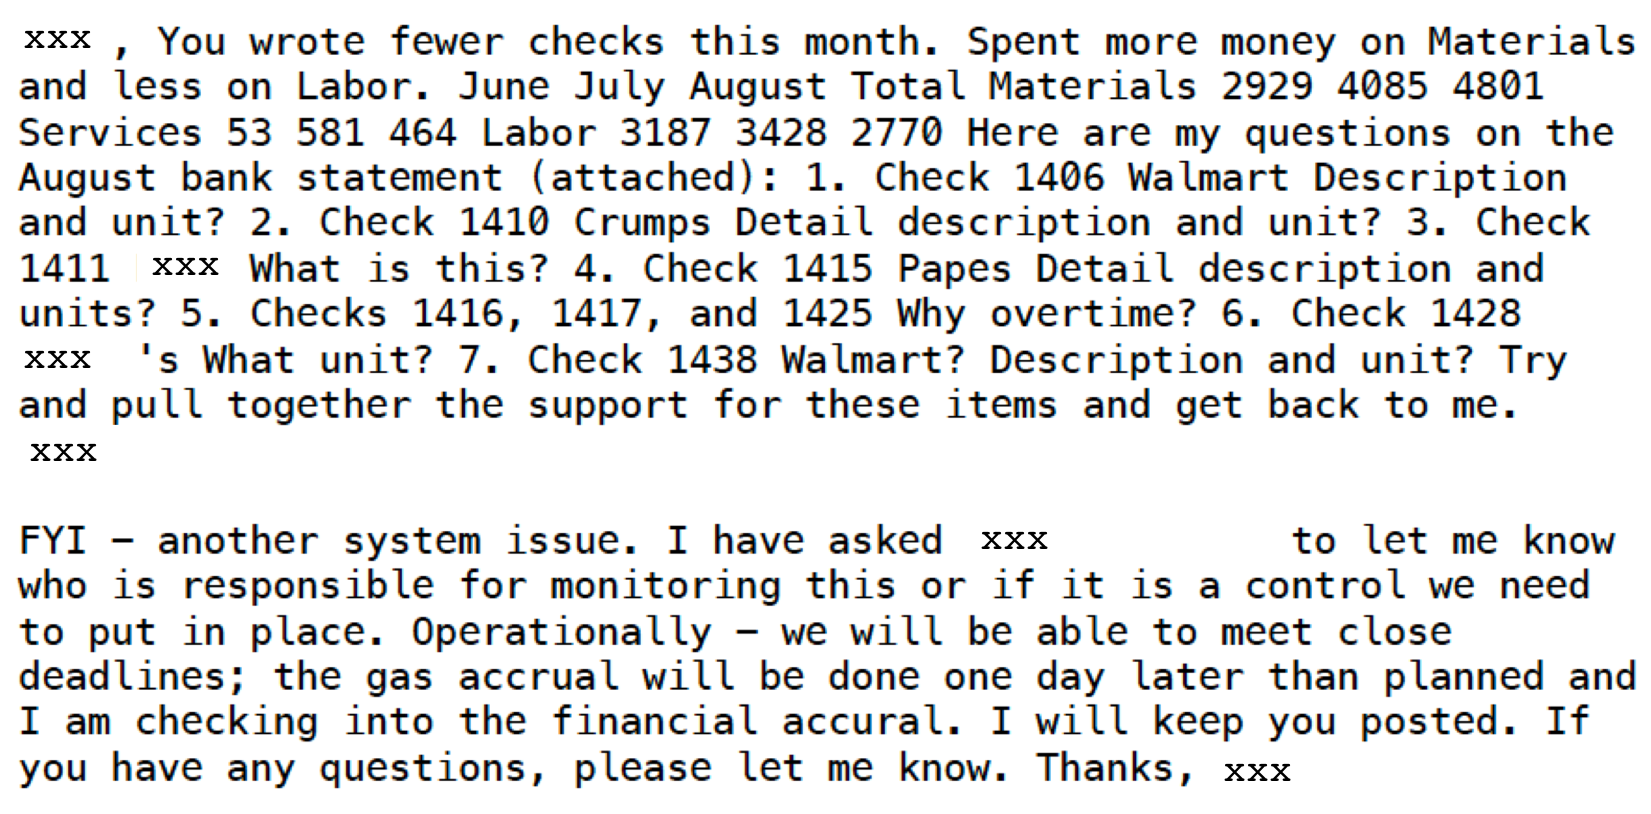 xxx , You wrote fewer checks this month. Spent more money on Materials
and less on Labor. June July August Total Materials 2929 4085 4801
Services 53 581 464 Labor 3187 3428 2770 Here are my questions on the
August bank statement (attached): 1. Check 1406 Walmart Description
and unit? 2. Check 1410 Crumps Detail description and unit? 3. Check
1411 xxx What is this? 4. Check 1415 Papes Detail description and
units? 5. Checks 1416, 1417, and 1425 Why overtime? 6. Check 1428
xxx 's What unit? 7. Check 1438 Walmart? Description and unit? Try
and pull together the support for these items and get back to me.
xxx
FYI – another system issue. I have asked xxx to let me know
who is responsible for monitoring this or if it is a control we need
to put in place. Operationally – we will be able to meet close
deadlines; the gas accrual will be done one day later than planned and
I am checking into the financial accural. I will keep you posted. If
you have any questions, please let me know. Thanks, xxx